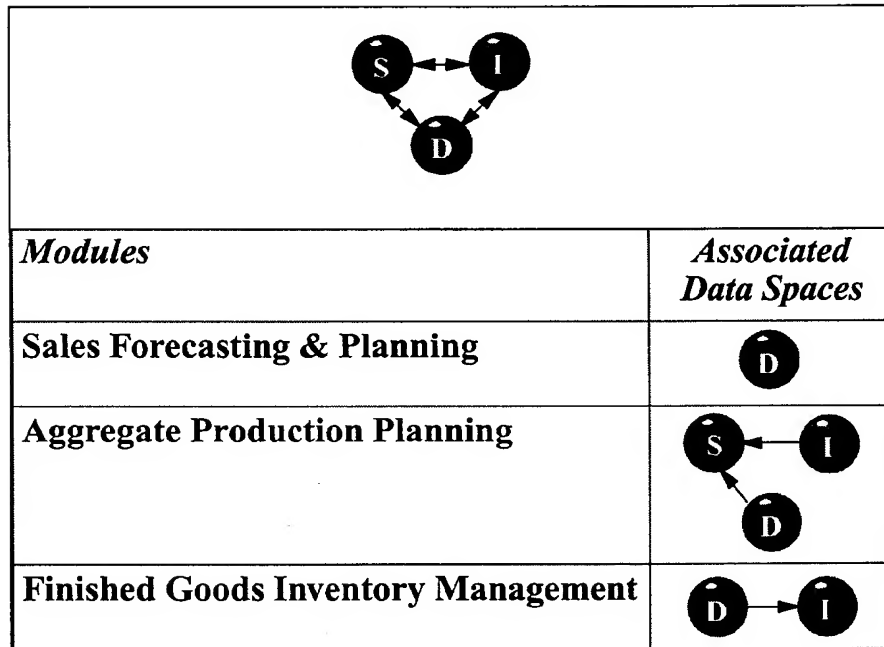 S I
D
Modules Associated
Data Spaces
Sales Forecasting & Planning D
Aggregate Production Planning S I
D
Finished Goods Inventory Management D I